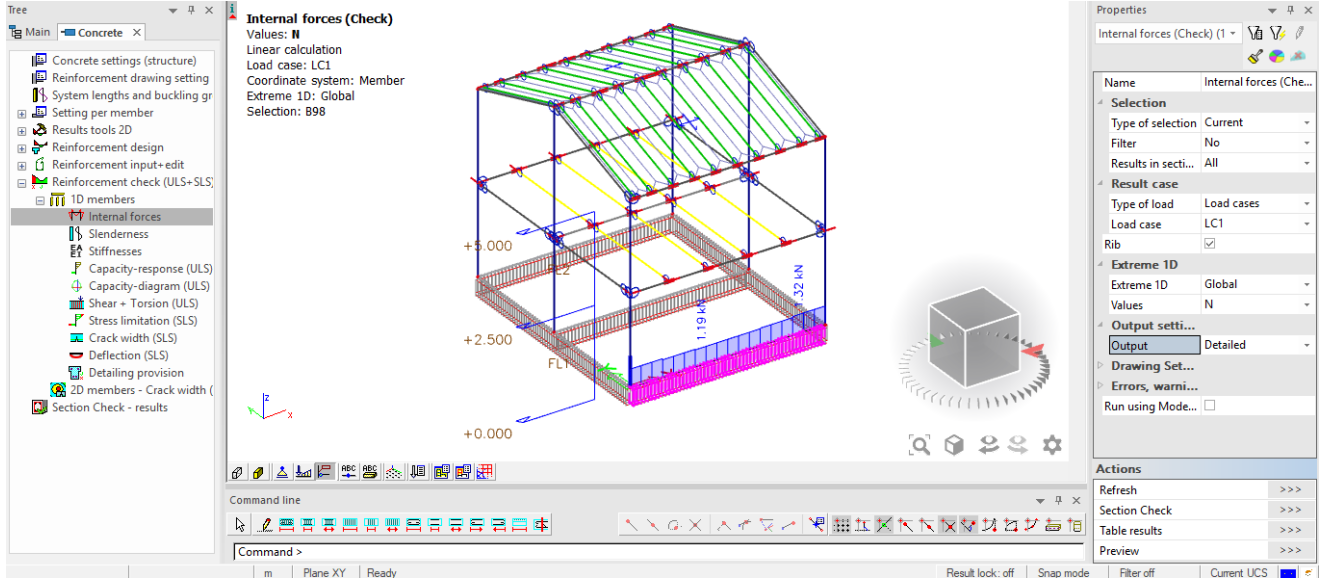 Tree
Main
Concrete
Concrete settings (structure)
Reinforcement drawing setting
System lengths and buckling gr
Setting per member
Results tools 2D
Reinforcement design
Reinforcement input+edit
Reinforcement check (ULS+SLS)
1D members
Internal forces
Slenderness
Stiffnesses
Capacity-response (ULS)
Capacity-diagram (ULS)
Shear + Torsion (ULS)
Stress limitation (SLS)
Crack width (SLS)
Deflection (SLS)
Detailing provision
2D members - Crack width (
Section Check - results
Internal forces (Check)
Values: N
Linear calculation
Load case: LC1
Coordinate system: Member
Extreme 1D: Global
Selection: B98
+5.000
+2.500
FL1
+0.000
1.19 kN
1.32 kN
z
x
Command line
Command >
m
Plane XY
Ready
Result lock: off
Snap mode
Filter off
Current UCS
Properties
Internal forces (Check) (1
Name Internal forces (Che...
Selection
Type of selection Current
Filter No
Results in secti... All
Result case
Type of load Load cases
Load case LC1
Rib
Extreme 1D
Extreme 1D Global
Values N
Output setti...
Output Detailed
Drawing Set...
Errors, warni...
Run using Mode...
Actions
Refresh >>>
Section Check >>>
Table results >>>
Preview >>>